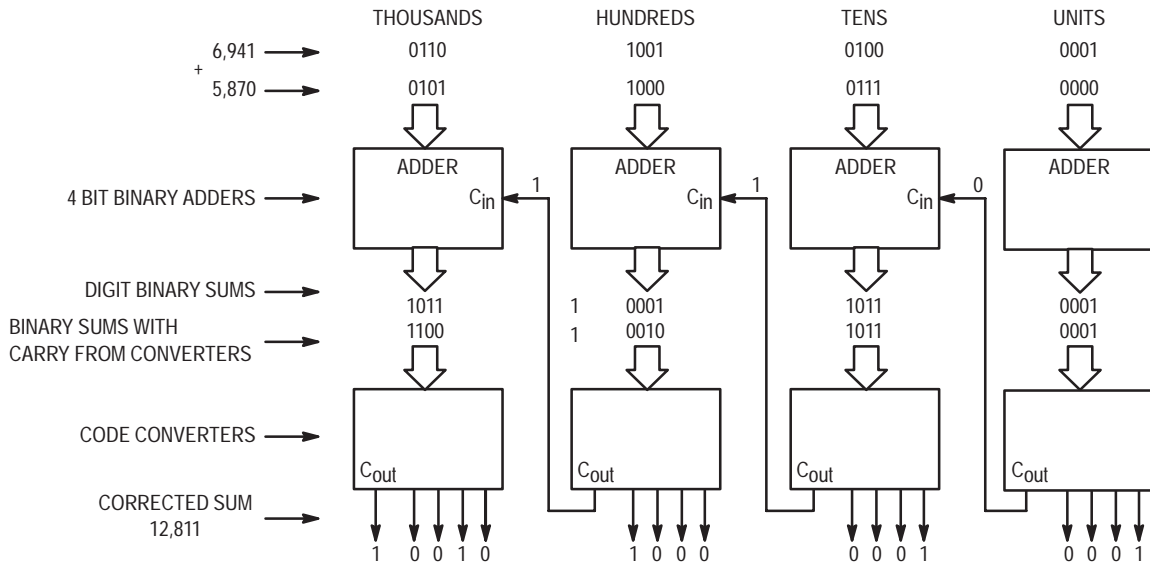 THOUSANDS HUNDREDS TENS UNITS
6,941 0110 1001 0100 0001
+
5,870 0101 1000 0111 0000
ADDER ADDER ADDER ADDER
4 BIT BINARY ADDERS Cin 1 Cin 1 Cin 0
DIGIT BINARY SUMS 1011 1 0001 1011 0001
BINARY SUMS WITH 1100 1 0010 1011 0001
CARRY FROM CONVERTERS
CODE CONVERTERS
Cout Cout Cout Cout
CORRECTED SUM
12,811
1 0 0 1 0 1 0 0 0 0 0 0 1 0 0 0 1